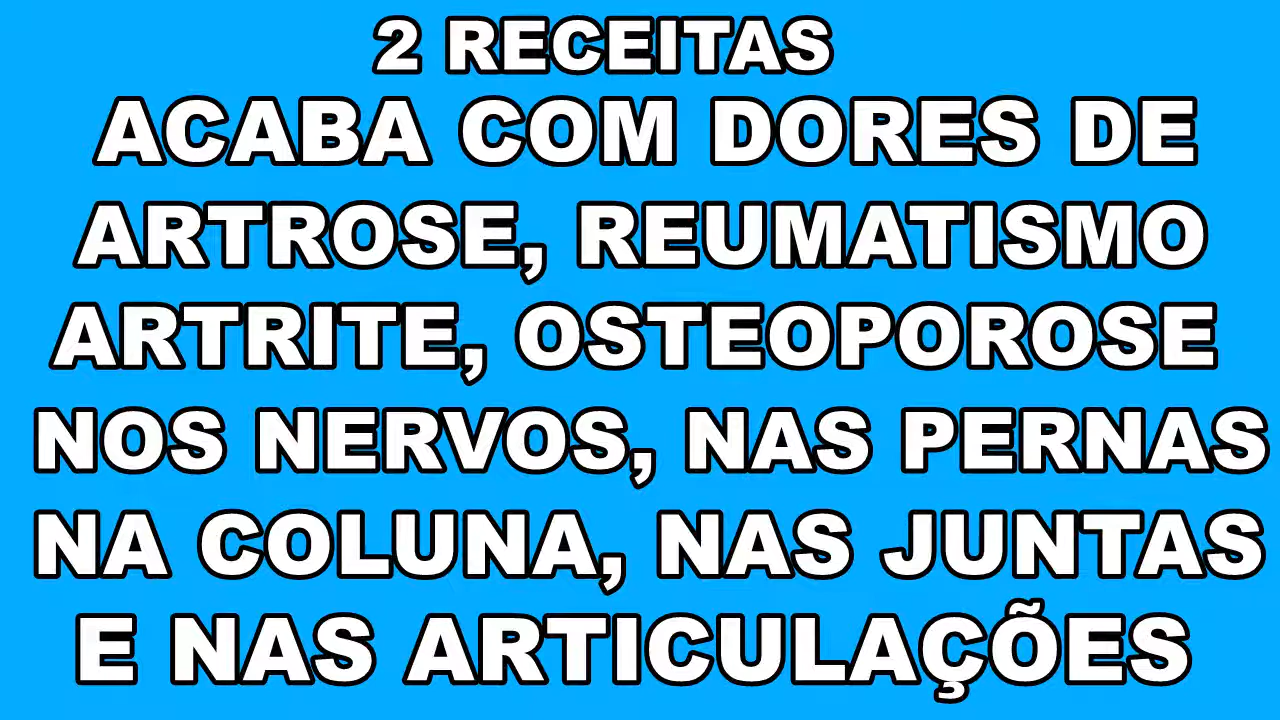 2 RECEITAS
ACABA COM DORES DE
ARTROSE, REUMATISMO
ARTRITE, OSTEOPOROSE
NOS NERVOS, NAS PERNAS
NA COLUNA, NAS JUNTAS
E NAS ARTICULAÇÕES